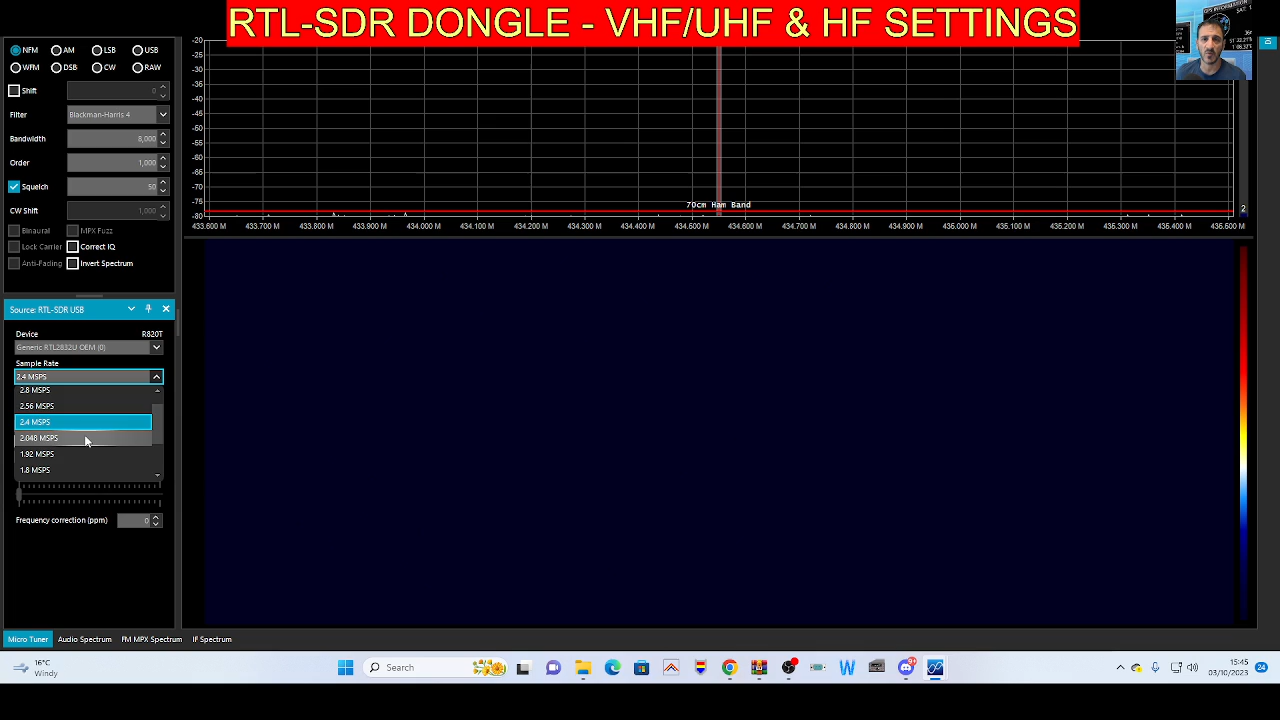 RTL-SDR DONGLE - VHF/UHF & HF SETTINGS
NFM AM LSB USB
WFM DSB CW RAW
Shift 0
Filter Blackman-Harris 4
Bandwidth 8,000
Order 1,000
Squelch 50
CW Shift 1,000
Binaural MPX Fuzz
Lock Carrier Correct IQ
Anti-Fading Invert Spectrum
Source: RTL-SDR USB
Device R820T
Generic RTL2832U OEM (0)
Sample Rate
2.4 MSPS
2.8 MSPS
2.56 MSPS
2.4 MSPS
2.048 MSPS
1.92 MSPS
1.8 MSPS
Frequency correction (ppm) 0
Micro Tuner Audio Spectrum FM MPX Spectrum IF Spectrum
-20
-30
-35
-40
-45
-50
-55
-60
-65
-70
-75
-80
70cm Ham Band
2
433.600 M 433.700 M 433.800 M 433.900 M 434.000 M 434.100 M 434.200 M 434.300 M 434.400 M 434.500 M 434.600 M 434.700 M 434.800 M 434.900 M 435.000 M 435.100 M 435.200 M 435.300 M 435.400 M 435.500 M
GPS INFORMATION
16°C
Windy
Search
15:45
03/10/2023
24